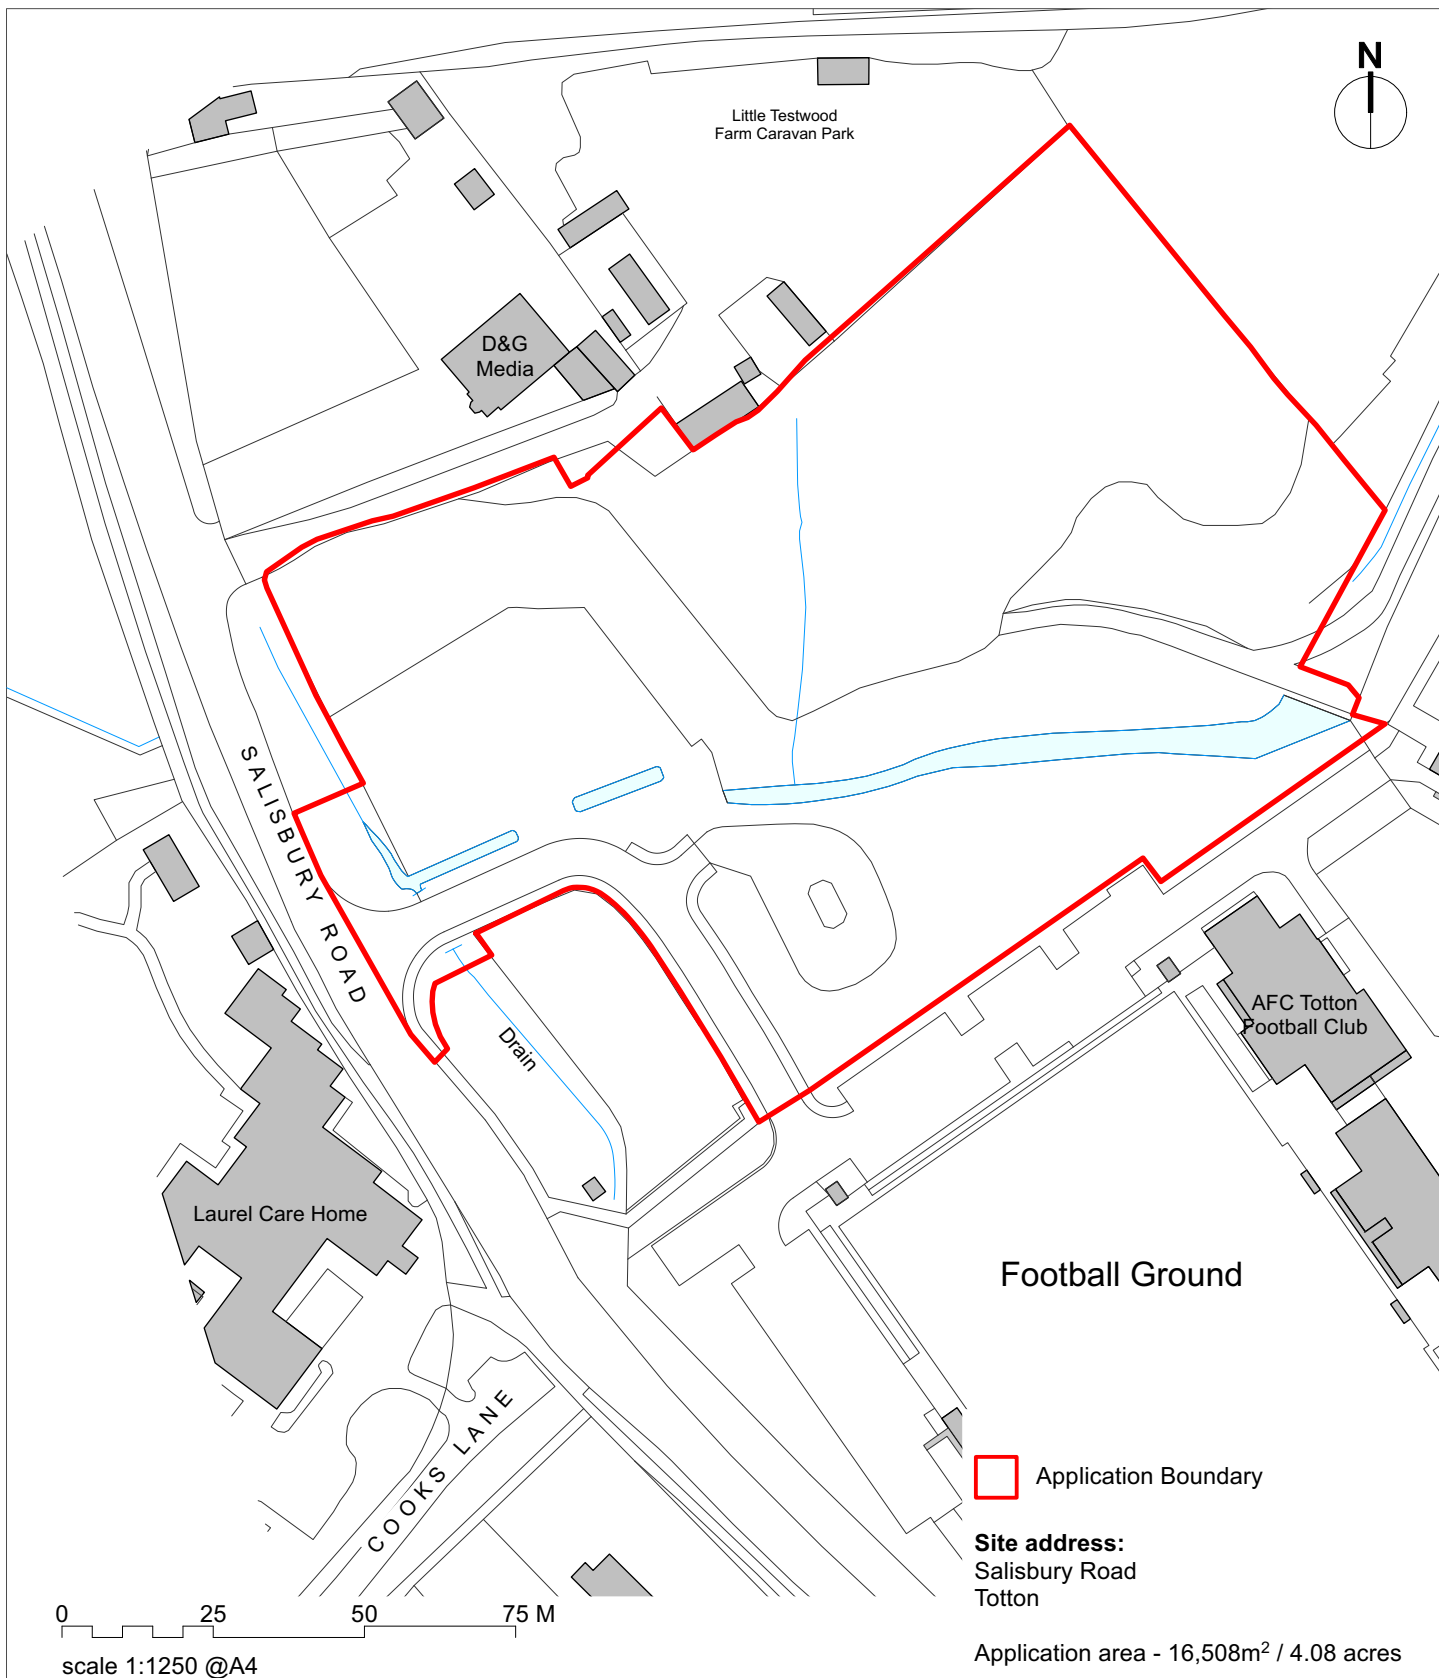 N
Little Testwood
Farm Caravan Park
D&G
Media
SALISBURY ROAD
Drain
AFC Totton
Football Club
Laurel Care Home
Football Ground
COOKS LANE
Application Boundary
Site address:
Salisbury Road
Totton
Application area - 16,508m² / 4.08 acres
0 25 50 75 M
scale 1:1250 @A4